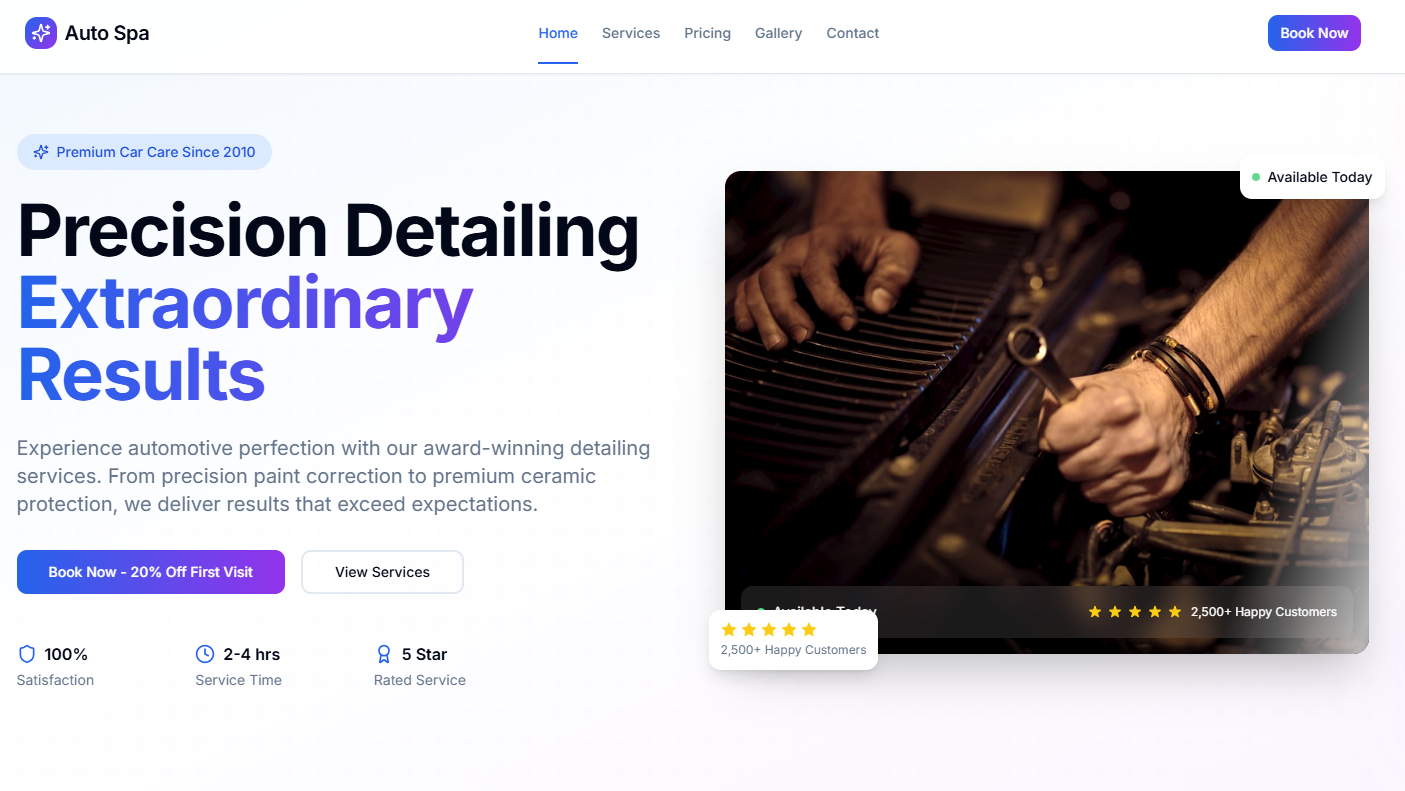 Auto Spa
Home Services Pricing Gallery Contact
Book Now
Premium Car Care Since 2010
Precision Detailing
Extraordinary
Results
Experience automotive perfection with our award-winning detailing
services. From precision paint correction to premium ceramic
protection, we deliver results that exceed expectations.
Book Now - 20% Off First Visit
View Services
100%
Satisfaction
2-4 hrs
Service Time
5 Star
Rated Service
Available Today
Available Today
2,500+ Happy Customers
2,500+ Happy Customers